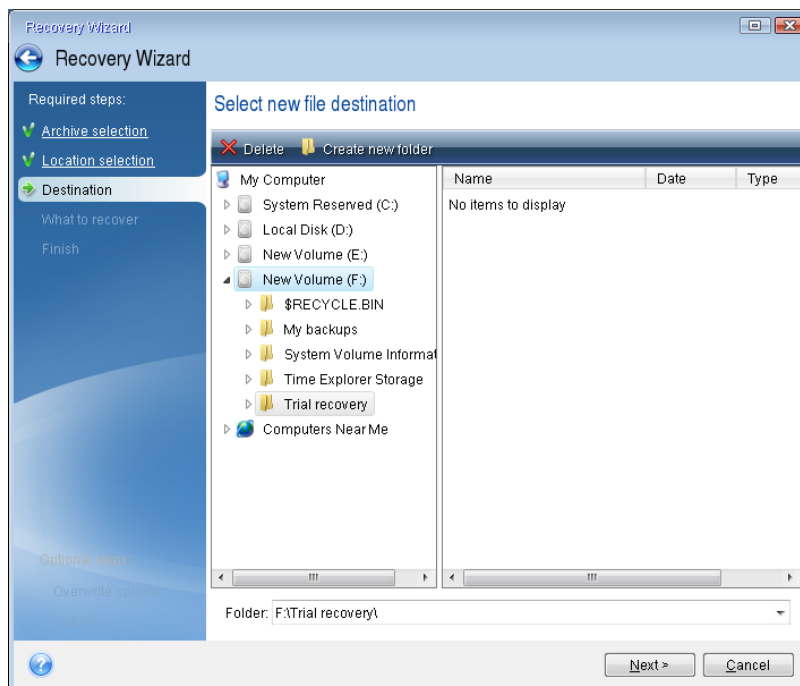 Recovery Wizard
Recovery Wizard
Required steps:
Archive selection
Location selection
Destination
What to recover
Finish
Optional steps:
Overwrite options
Select new file destination
Delete
Create new folder
My Computer
System Reserved (C:)
Local Disk (D:)
New Volume (E:)
New Volume (F:)
$RECYCLE.BIN
My backups
System Volume Informat
Time Explorer Storage
Trial recovery
Computers Near Me
Name Date Type
No items to display
Folder: F:\Trial recovery\
Next >
Cancel